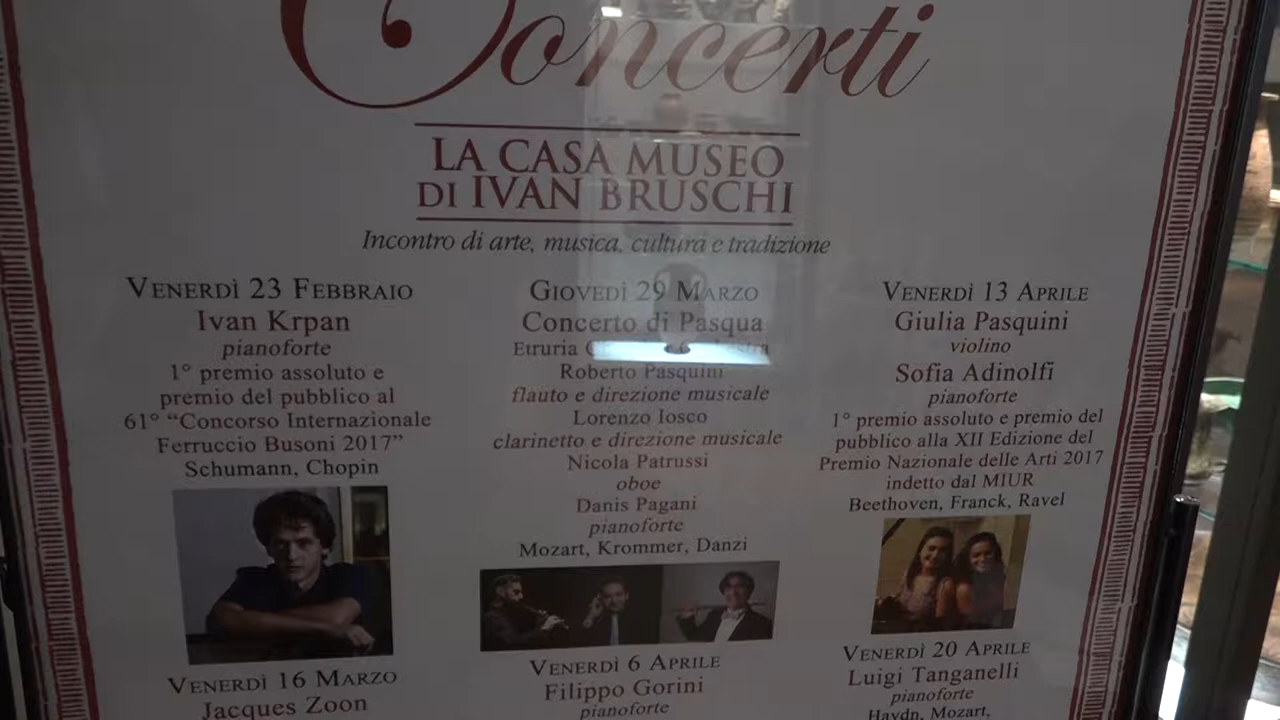 Concerti
LA CASA MUSEO
DI IVAN BRUSCHI
Incontro di arte, musica, cultura e tradizione
VENERDÌ 23 FEBBRAIO
Ivan Krpan
pianoforte
1° premio assoluto e
premio del pubblico al
61° “Concorso Internazionale
Ferruccio Busoni 2017”
Schumann, Chopin
VENERDÌ 16 MARZO
Jacques Zoon
GIOVEDÌ 29 MARZO
Concerto di Pasqua
Etruria
Roberto Pasquini
flauto e direzione musicale
Lorenzo Iosco
clarinetto e direzione musicale
Nicola Patrussi
oboe
Danis Pagani
pianoforte
Mozart, Krommer, Danzi
VENERDÌ 6 APRILE
Filippo Gorini
pianoforte
VENERDÌ 13 APRILE
Giulia Pasquini
violino
Sofia Adinolfi
pianoforte
1° premio assoluto e premio del
pubblico alla XII Edizione del
Premio Nazionale delle Arti 2017
indetto dal MIUR
Beethoven, Franck, Ravel
VENERDÌ 20 APRILE
Luigi Tanganelli
pianoforte
Haydn, Mozart,